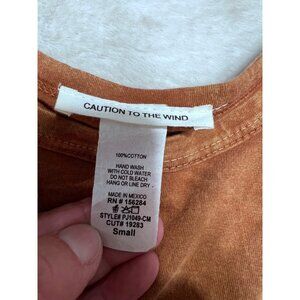 CAUTION TO THE WIND
100%COTTON
HAND WASH
WITH COLD WATER
DO NOT BLEACH
HANG OR LINE DRY
MADE IN MEXICO
RN # 156284
STYLE# PJ1049-CM
CUT# 19283
Small